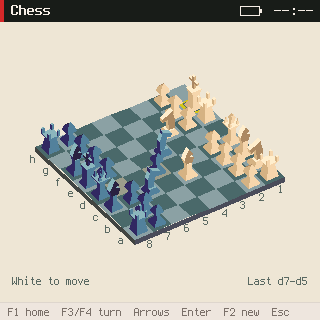 Chess --:--
h
g
f
e
d
c
b
a
8
7
6
5
4
3
2
1
White to move Last d7-d5
F1 home F3/F4 turn Arrows Enter F2 new Esc